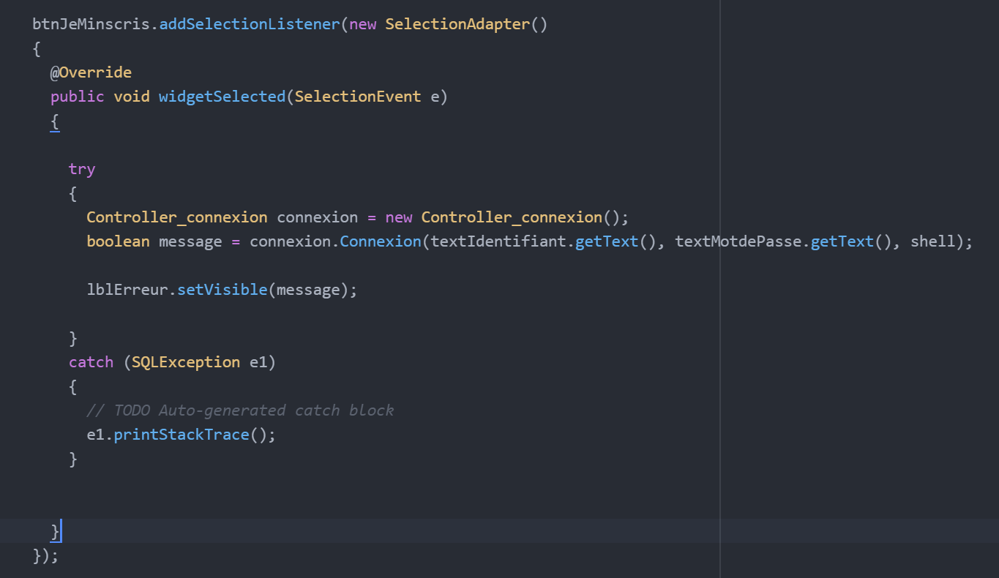 btnJeMinscris.addSelectionListener(new SelectionAdapter()
{
  @Override
  public void widgetSelected(SelectionEvent e)
  {

    try
    {
      Controller_connexion connexion = new Controller_connexion();
      boolean message = connexion.Connexion(textIdentifiant.getText(), textMotdePasse.getText(), shell);

      lblErreur.setVisible(message);

    }
    catch (SQLException e1)
    {
      // TODO Auto-generated catch block
      e1.printStackTrace();
    }


  }
});